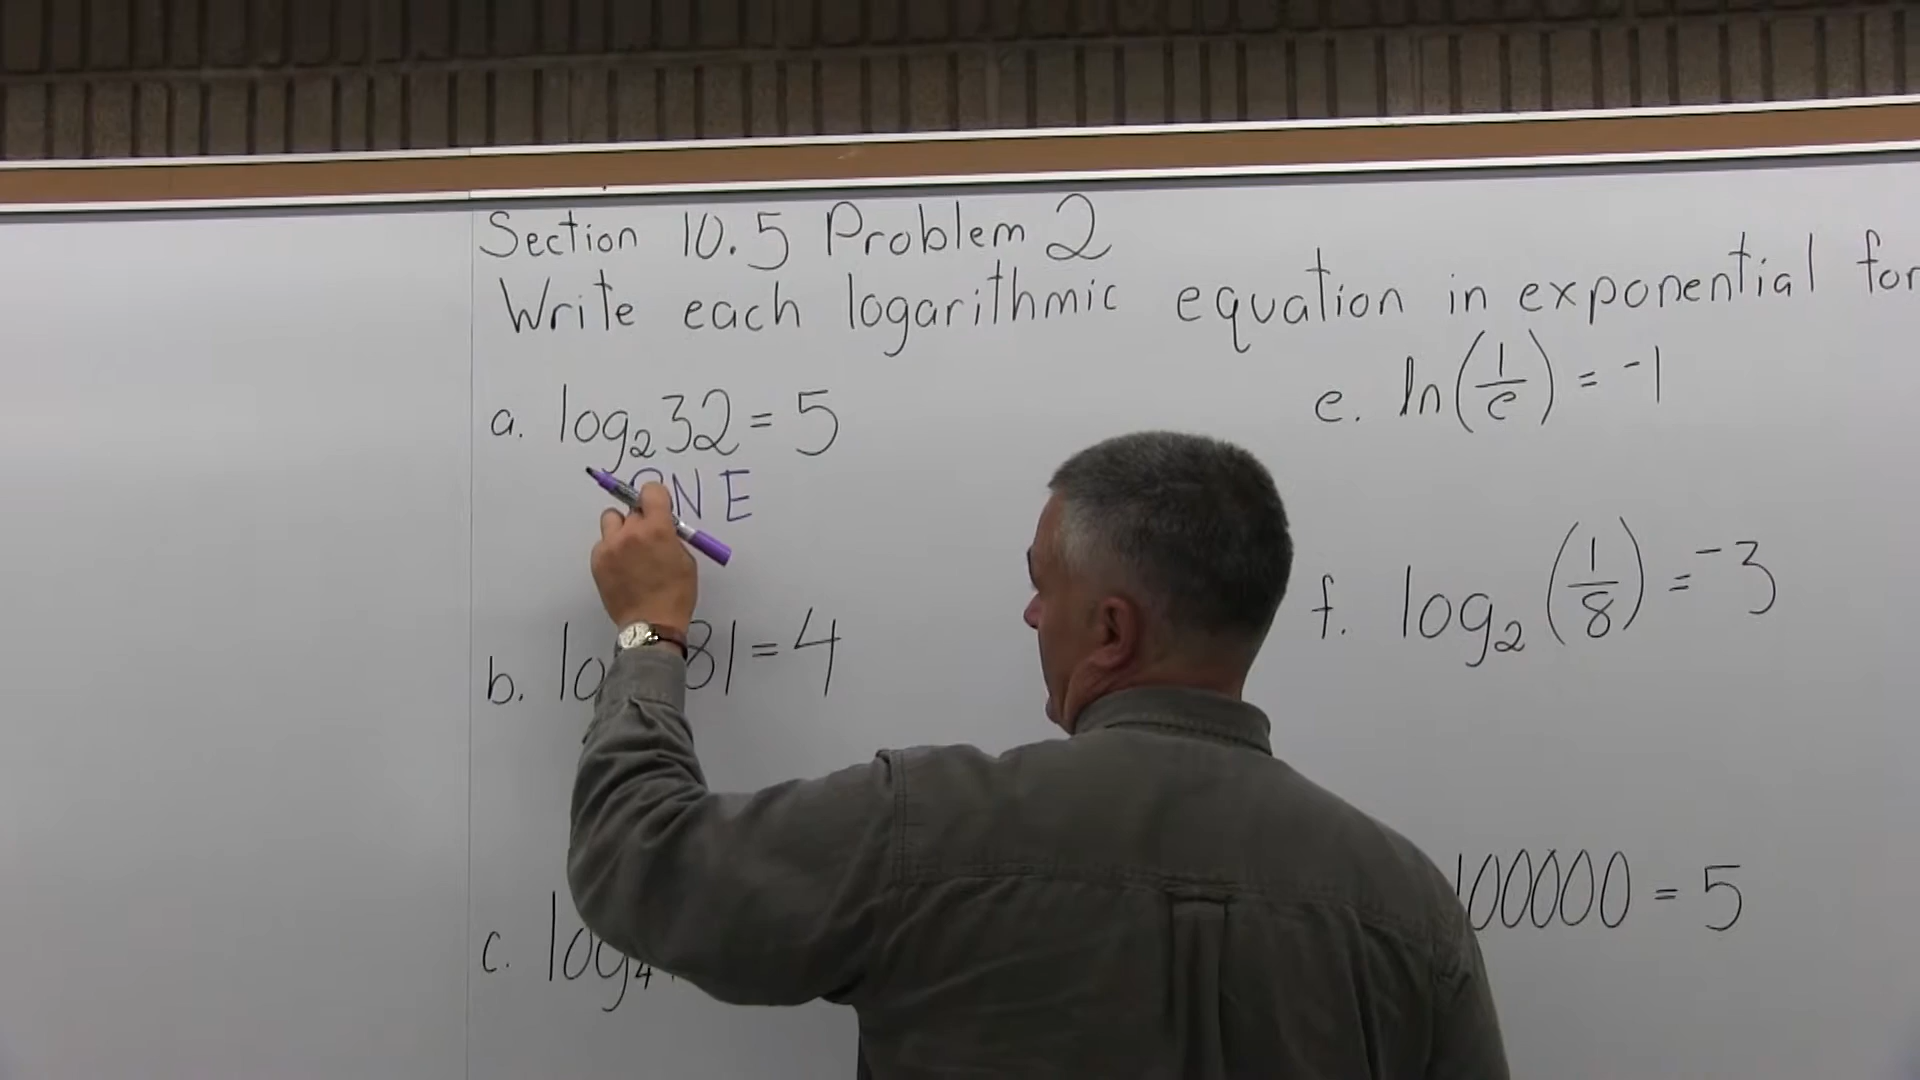 Section 10.5 Problem 2
Write each logarithmic equation in exponential for
a. log₂32 = 5
NE
b. 81 = 4
c. log₄
e. ln(1/e) = -1
f. log₂(1/8) = -3
100000 = 5